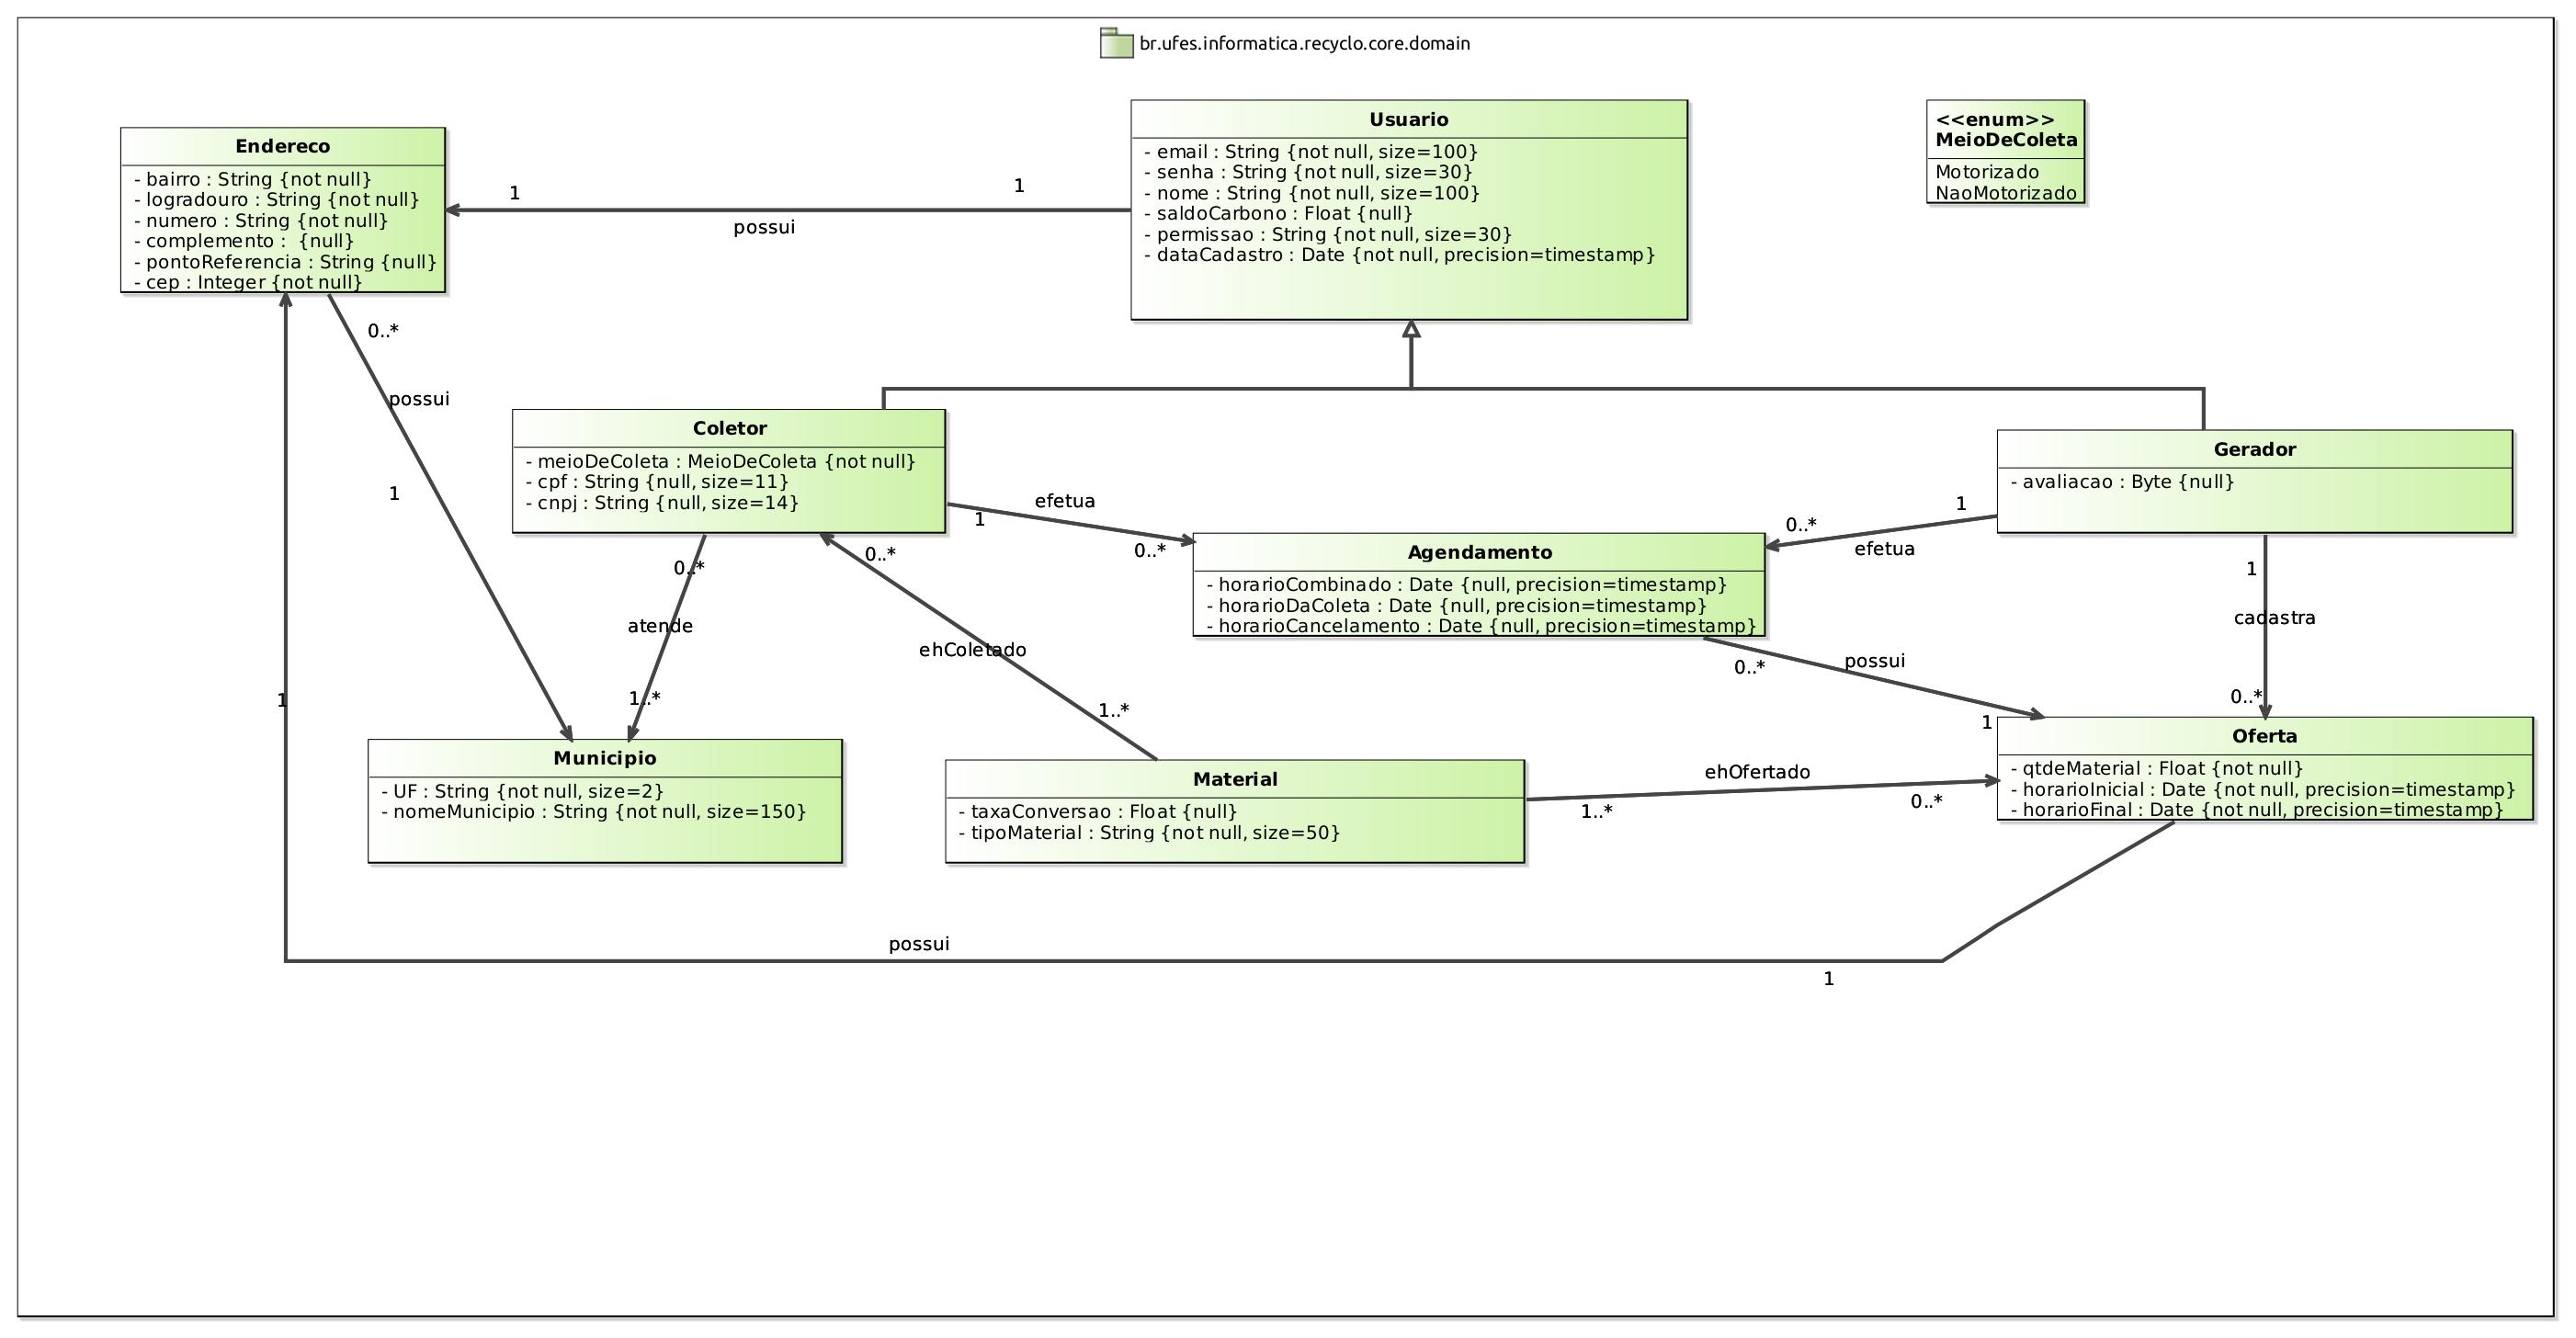 br.ufes.informatica.recyclo.core.domain
Endereco
- bairro : String {not null}
- logradouro : String {not null}
- numero : String {not null}
- complemento :  {null}
- pontoReferencia : String {null}
- cep : Integer {not null}
1
1
possui
Usuario
- email : String {not null, size=100}
- senha : String {not null, size=30}
- nome : String {not null, size=100}
- saldoCarbono : Float {null}
- permissao : String {not null, size=30}
- dataCadastro : Date {not null, precision=timestamp}
<<enum>>
MeioDeColeta
Motorizado
NaoMotorizado
0..*
possui
1
Coletor
- meioDeColeta : MeioDeColeta {not null}
- cpf : String {null, size=11}
- cnpj : String {null, size=14}
efetua
1
0..*
Gerador
- avaliacao : Byte {null}
1
0..*
efetua
Agendamento
- horarioCombinado : Date {null, precision=timestamp}
- horarioDaColeta : Date {null, precision=timestamp}
- horarioCancelamento : Date {null, precision=timestamp}
0..*
atende
1..*
0..*
ehColetado
1..*
1
cadastra
0..*
0..*
possui
1
1
Municipio
- UF : String {not null, size=2}
- nomeMunicipio : String {not null, size=150}
Material
- taxaConversao : Float {null}
- tipoMaterial : String {not null, size=50}
ehOfertado
1..*
0..*
Oferta
- qtdeMaterial : Float {not null}
- horarioInicial : Date {not null, precision=timestamp}
- horarioFinal : Date {not null, precision=timestamp}
possui
1